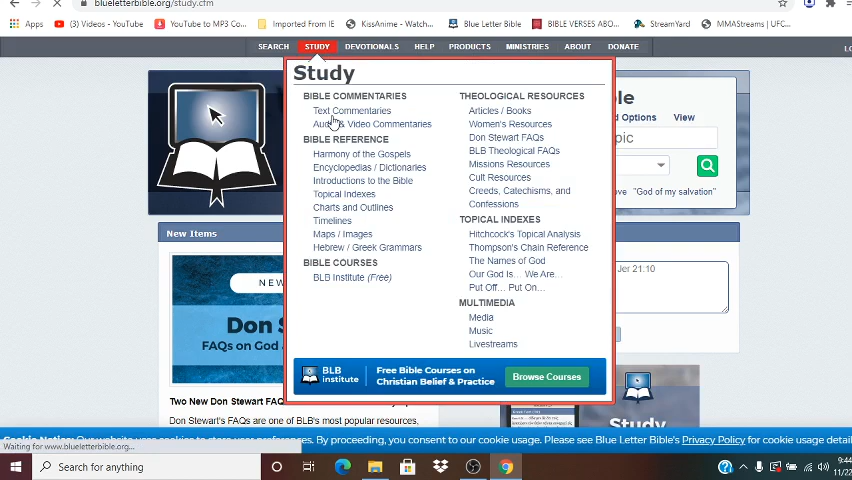 blueletterbible.org/study.cfm
Apps
(3) Videos - YouTube
YouTube to MP3 Co...
Imported From IE
KissAnime - Watch...
Blue Letter Bible
BIBLE VERSES ABO...
StreamYard
MMAStreams | UFC...
SEARCH STUDY DEVOTIONALS HELP PRODUCTS MINISTRIES ABOUT DONATE
Study
BIBLE COMMENTARIES
Text Commentaries
& Video Commentaries
BIBLE REFERENCE
Harmony of the Gospels
Encyclopedias / Dictionaries
Introductions to the Bible
Topical Indexes
Charts and Outlines
Timelines
Maps / Images
Hebrew / Greek Grammars
BIBLE COURSES
BLB Institute (Free)
THEOLOGICAL RESOURCES
Articles / Books
Women's Resources
Don Stewart FAQs
BLB Theological FAQs
Missions Resources
Cult Resources
Creeds, Catechisms, and
Confessions
TOPICAL INDEXES
Hitchcock's Topical Analysis
Thompson's Chain Reference
The Names of God
Our God Is... We Are...
Put Off... Put On...
MULTIMEDIA
Media
Music
Livestreams
BLB
institute
Free Bible Courses on
Christian Belief & Practice
Browse Courses
d Options View
"God of my salvation"
Jer 21:10
New Items
NEW
Don
FAQs on God
Two New Don Stewart FAQ
Don Stewart's FAQs are one of BLB's most popular resources,
Study
By proceeding, you consent to our cookie usage. Please see Blue Letter Bible's Privacy Policy for cookie usage detail
Waiting for www.blueletterbible.org...
Search for anything
9:44
11/22